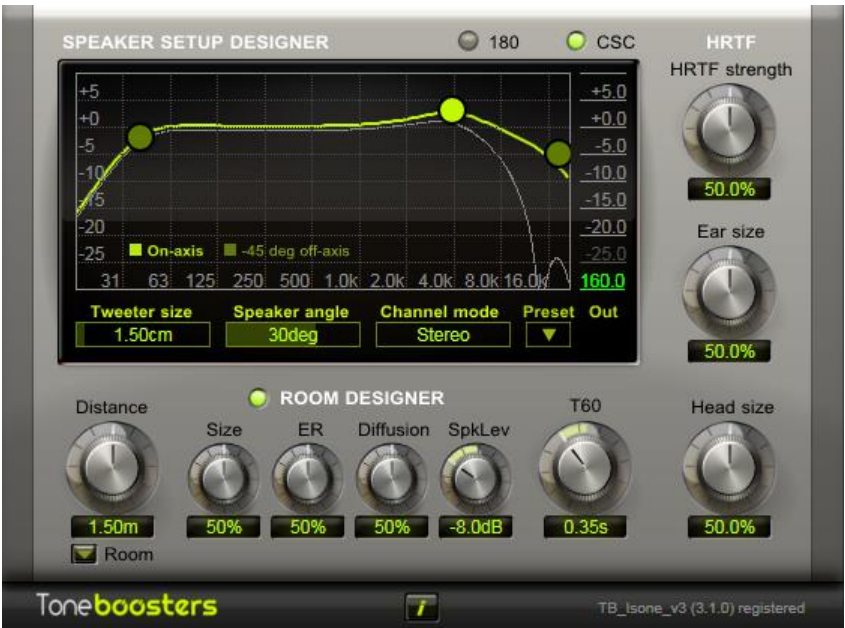 SPEAKER SETUP DESIGNER 180 CSC HRTF
HRTF strength
+5 +5.0
+0 +0.0
-5 -5.0
-10 -10.0
-15 -15.0
50.0%
-20 -20.0
Ear size
-25 On-axis -45 deg off-axis -25.0
31 63 125 250 500 1.0k 2.0k 4.0k 8.0k 16.0k 160.0
Tweeter size Speaker angle Channel mode Preset Out
1.50cm 30deg Stereo
50.0%
ROOM DESIGNER
Distance T60 Head size
Size ER Diffusion SpkLev
1.50m 50% 50% 50% -8.0dB 0.35s 50.0%
Room
Toneboosters i TB_Isone_v3 (3.1.0) registered